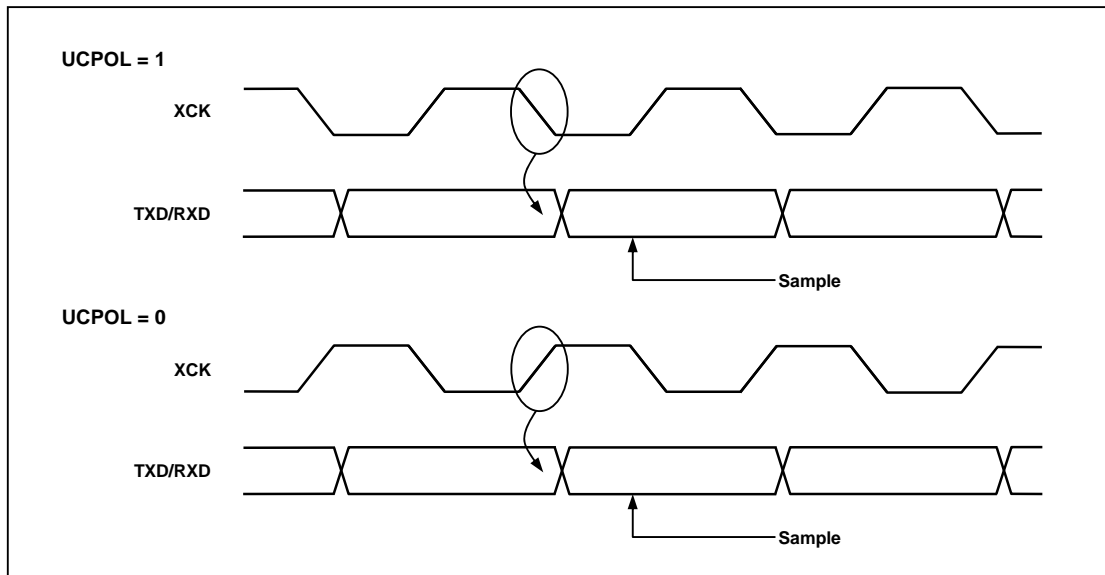 UCPOL = 1
XCK
TXD/RXD
Sample
UCPOL = 0
XCK
TXD/RXD
Sample